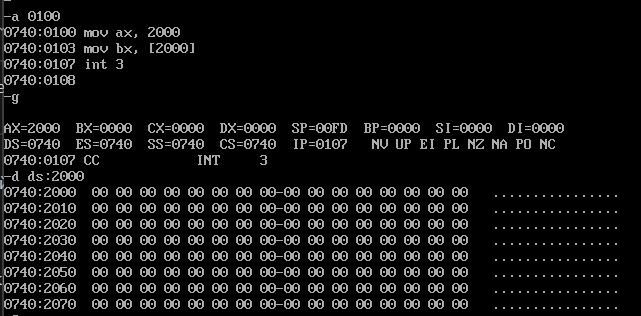 -a 0100
0740:0100 mov ax, 2000
0740:0103 mov bx, [2000]
0740:0107 int 3
0740:0108
-g
AX=2000 BX=0000 CX=0000 DX=0000 SP=00FD BP=0000 SI=0000 DI=0000
DS=0740 ES=0740 SS=0740 CS=0740 IP=0107 NV UP EI PL NZ NA PO NC
0740:0107 CC INT 3
-d ds:2000
0740:2000 00 00 00 00 00 00 00 00-00 00 00 00 00 00 00 00 ................
0740:2010 00 00 00 00 00 00 00 00-00 00 00 00 00 00 00 00 ................
0740:2020 00 00 00 00 00 00 00 00-00 00 00 00 00 00 00 00 ................
0740:2030 00 00 00 00 00 00 00 00-00 00 00 00 00 00 00 00 ................
0740:2040 00 00 00 00 00 00 00 00-00 00 00 00 00 00 00 00 ................
0740:2050 00 00 00 00 00 00 00 00-00 00 00 00 00 00 00 00 ................
0740:2060 00 00 00 00 00 00 00 00-00 00 00 00 00 00 00 00 ................
0740:2070 00 00 00 00 00 00 00 00-00 00 00 00 00 00 00 00 ................